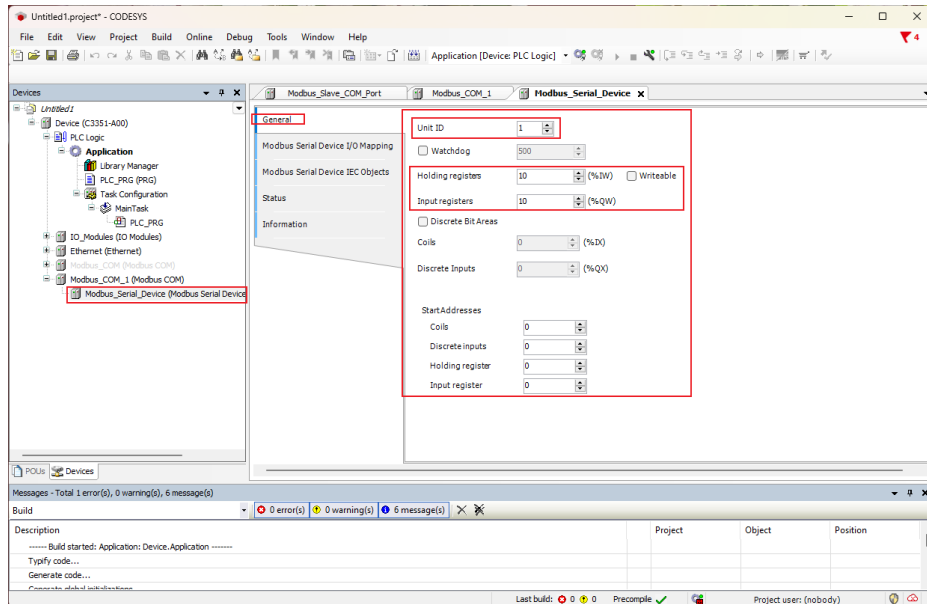 Untitled1.project* - CODESYS
File Edit View Project Build Online Debug Tools Window Help
4
Application [Device: PLC Logic]
Devices
Modbus_Slave_COM_Port Modbus_COM_1 Modbus_Serial_Device
Untitled1
Device (C3351-A00)
PLC Logic
Application
Library Manager
PLC_PRG (PRG)
Task Configuration
MainTask
PLC_PRG
IO_Modules (IO Modules)
Ethernet (Ethernet)
Modbus_COM (Modbus COM)
Modbus_COM_1 (Modbus COM)
Modbus_Serial_Device (Modbus Serial Device
POUs Devices
General
Modbus Serial Device I/O Mapping
Modbus Serial Device IEC Objects
Status
Information
Unit ID 1
Watchdog 500
Holding registers 10 (%IW) Writeable
Input registers 10 (%QW)
Discrete Bit Areas
Coils 0 (%IX)
Discrete Inputs 0 (%QX)
Start Addresses
Coils 0
Discrete inputs 0
Holding register 0
Input register 0
Messages - Total 1 error(s), 0 warning(s), 6 message(s)
Build 0 error(s) 0 warning(s) 6 message(s)
Description Project Object Position
------ Build started: Application: Device.Application -------
Typify code...
Generate code...
Generate global initializations
Last build: 0 0 Precompile Project user: (nobody)